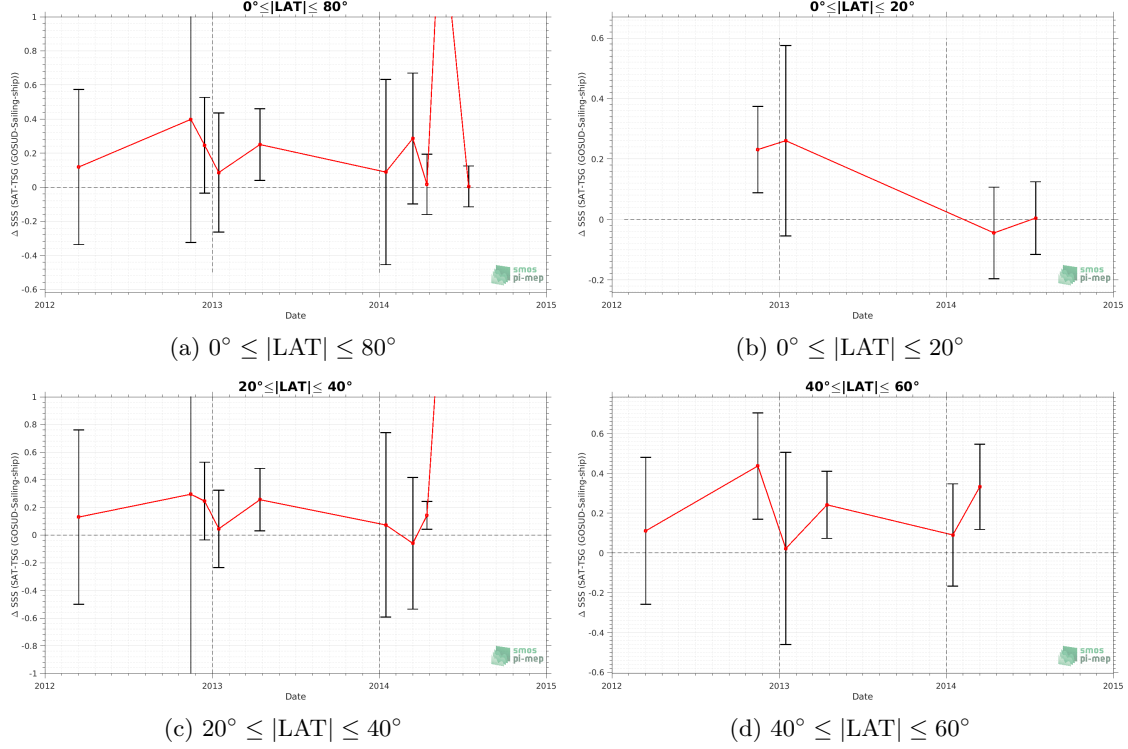 0°≤|LAT|≤ 80°
1
0.8
0.6
0.4
0.2
0
-0.2
-0.4
-0.6
Δ SSS (SAT-TSG (GOSUD-Sailing-ship))
2012
2013
2014
2015
Date
smos
pi-mep
(a) 0° ≤ |LAT| ≤ 80°
0°≤|LAT|≤ 20°
0.6
0.4
0.2
0
-0.2
Δ SSS (SAT-TSG (GOSUD-Sailing-ship))
2012
2013
2014
2015
Date
smos
pi-mep
(b) 0° ≤ |LAT| ≤ 20°
20°≤|LAT|≤ 40°
1
0.8
0.6
0.4
0.2
0
-0.2
-0.4
-0.6
-0.8
-1
Δ SSS (SAT-TSG (GOSUD-Sailing-ship))
2012
2013
2014
2015
Date
smos
pi-mep
(c) 20° ≤ |LAT| ≤ 40°
40°≤|LAT|≤ 60°
0.6
0.4
0.2
0
-0.2
-0.4
-0.6
Δ SSS (SAT-TSG (GOSUD-Sailing-ship))
2012
2013
2014
2015
Date
smos
pi-mep
(d) 40° ≤ |LAT| ≤ 60°